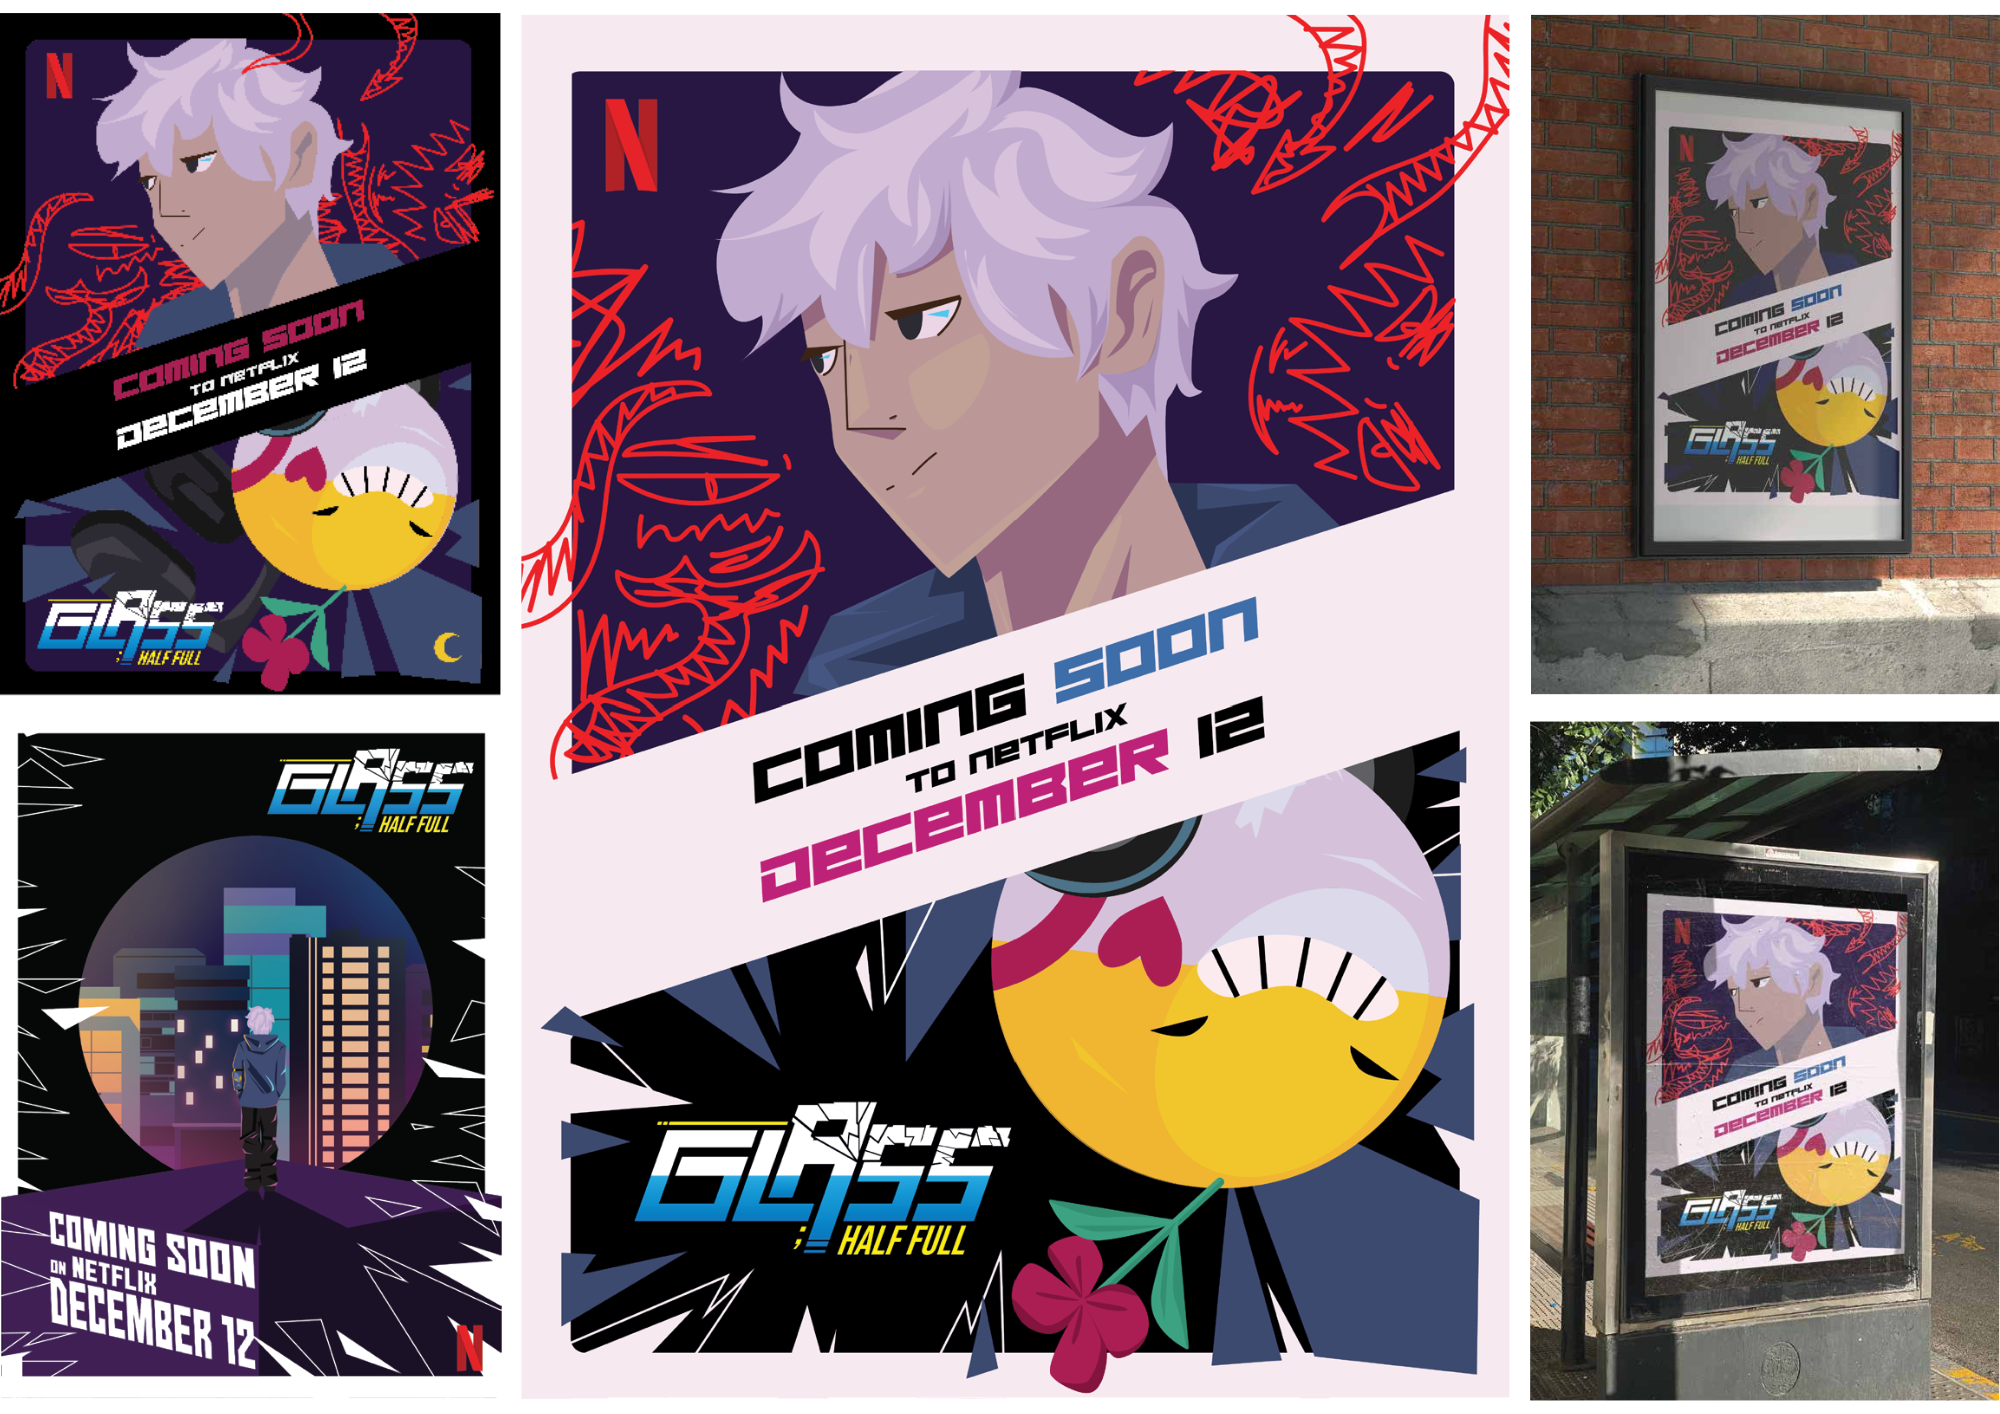 N
COMING SOON
TO NETFLIX
DECEMBER 12
GLASS
; HALF FULL
GLASS
; HALF FULL
COMING SOON
ON NETFLIX
DECEMBER 12
N
N
COMING SOON
TO NETFLIX
DECEMBER 12
GLASS
; HALF FULL
N
COMING SOON
TO NETFLIX
DECEMBER 12
GLASS
HALF FULL
N
COMING SOON
TO NETFLIX
DECEMBER 12
GLASS
HALF FULL